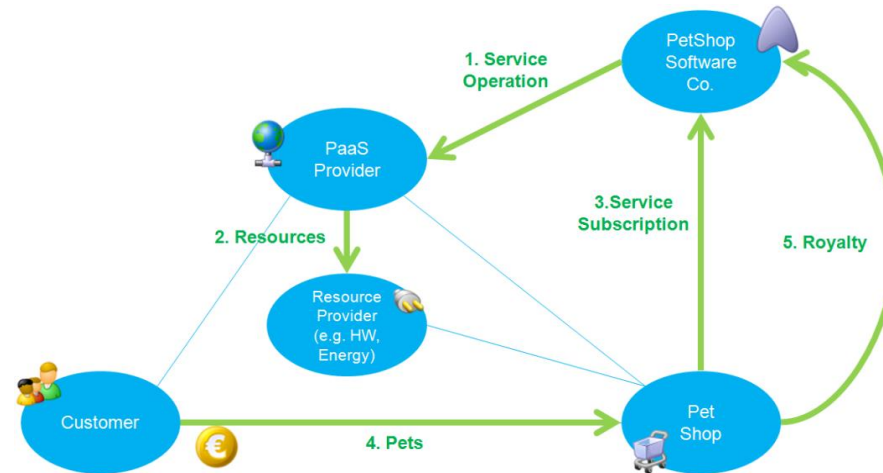 PetShop
Software
Co.
1. Service
Operation
PaaS
Provider
3.Service
Subscription
2. Resources
5. Royalty
Resource
Provider
(e.g. HW,
Energy)
Customer
4. Pets
Pet
Shop